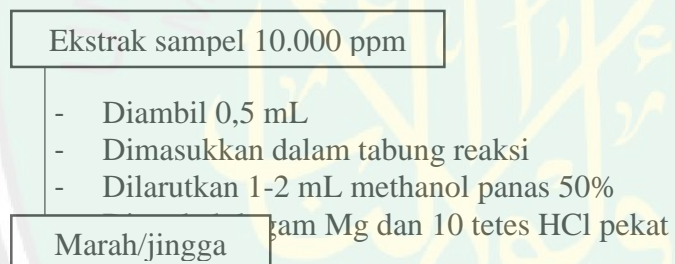 Ekstrak sampel 10.000 ppm
- Diambil 0,5 mL
- Dimasukkan dalam tabung reaksi
- Dilarutkan 1-2 mL methanol panas 50%
Mg dan 10 tetes HCl pekat
Marah/jingga